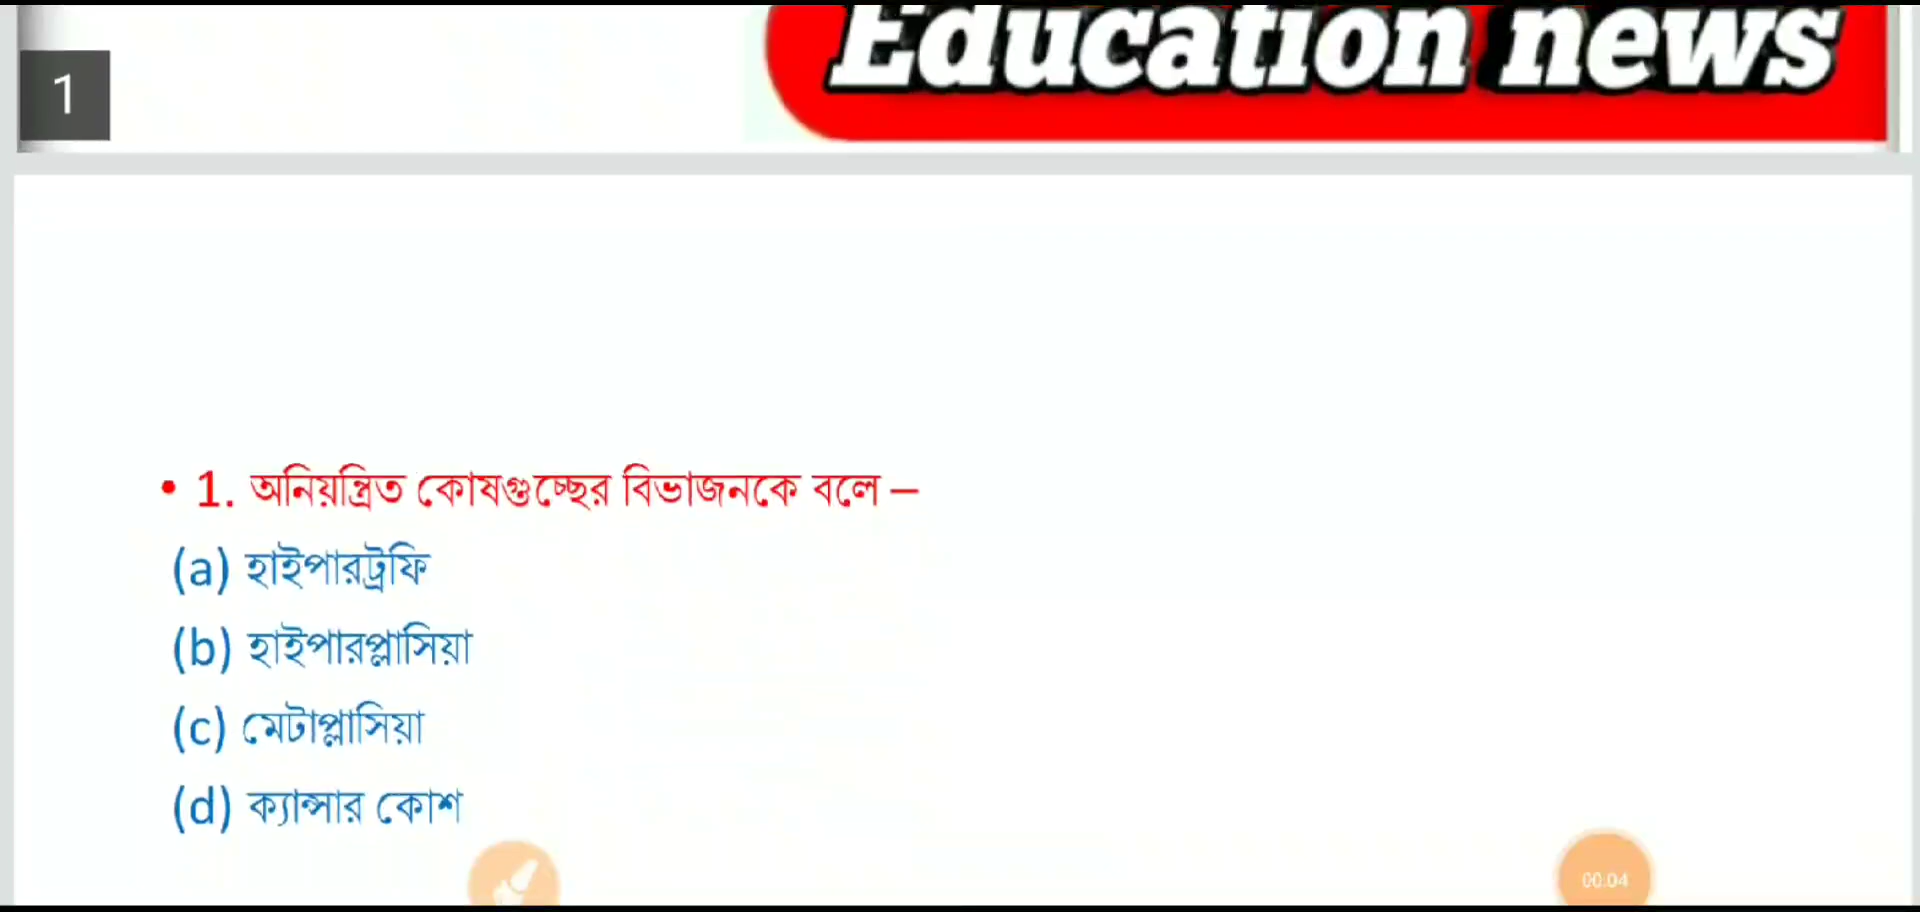 Education news
1
• 1. অনিয়ন্ত্রিত কোষগুচ্ছের বিভাজনকে বলে –
(a) হাইপারট্রফি
(b) হাইপারপ্লাসিয়া
(c) মেটাপ্লাসিয়া
(d) ক্যান্সার কোশ
00:04